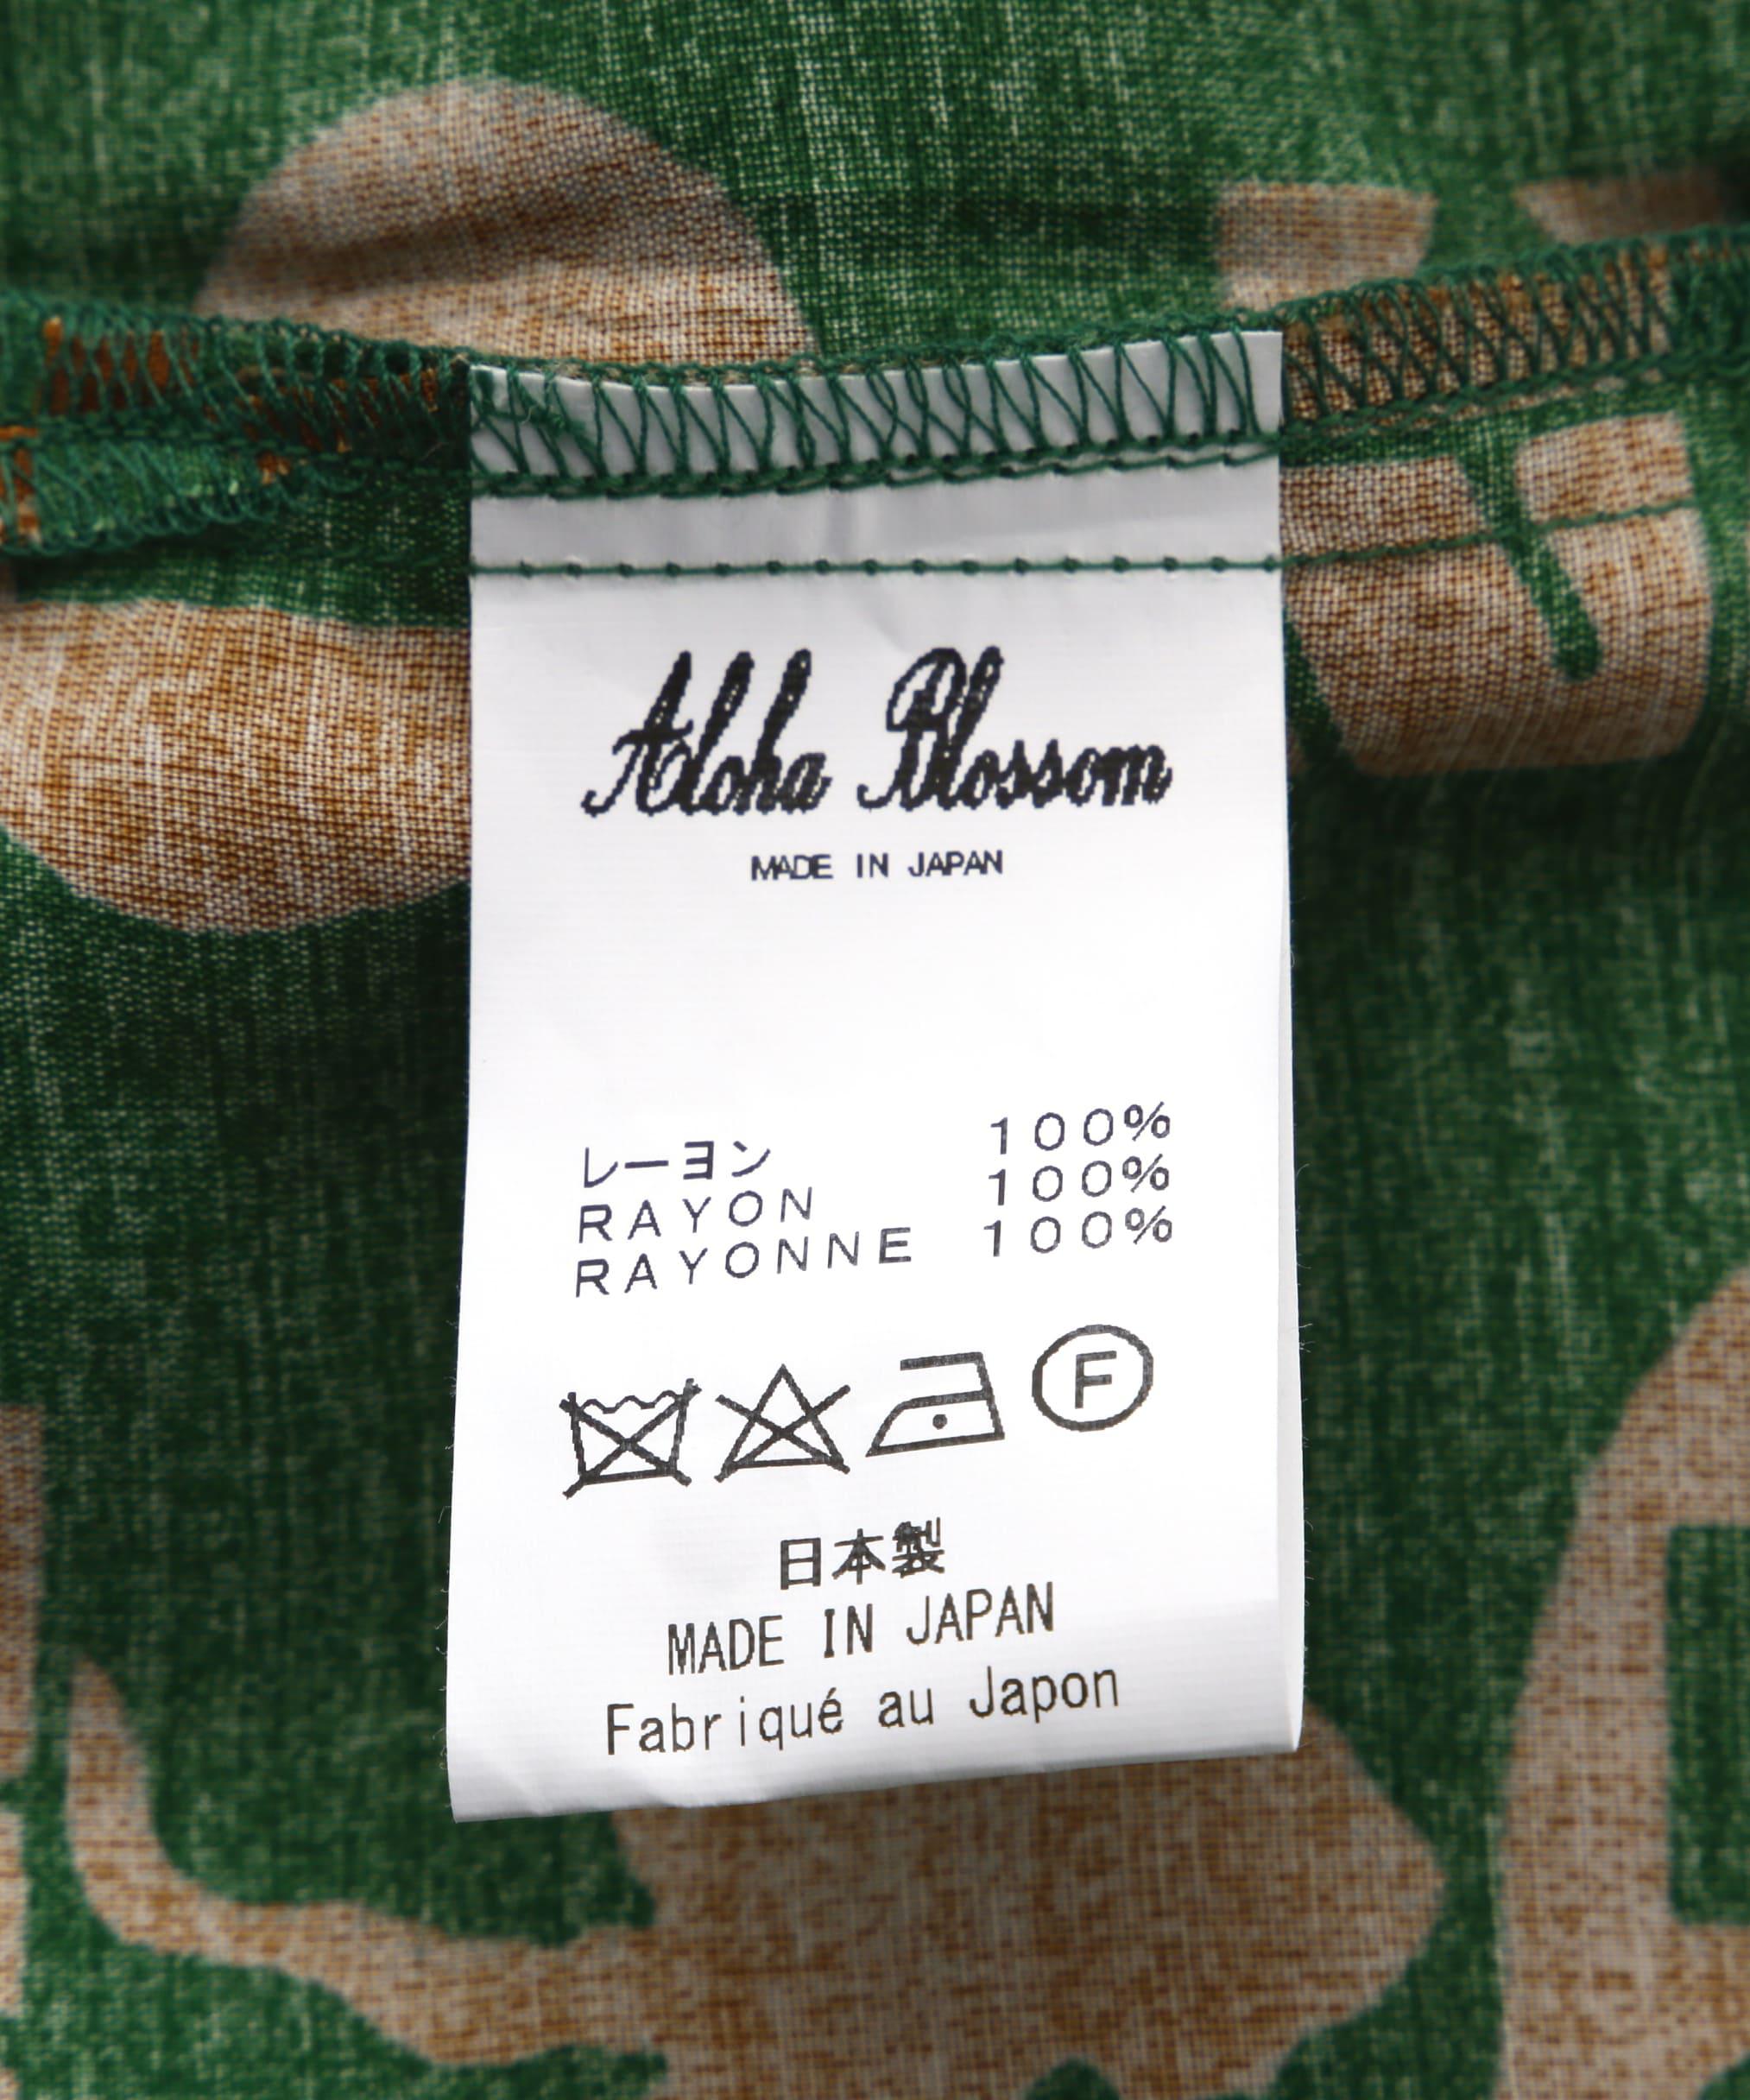 Aloha Blossom
MADE IN JAPAN
レーヨン 100%
RAYON 100%
RAYONNE 100%
F
日本製
MADE IN JAPAN
Fabriqué au Japon